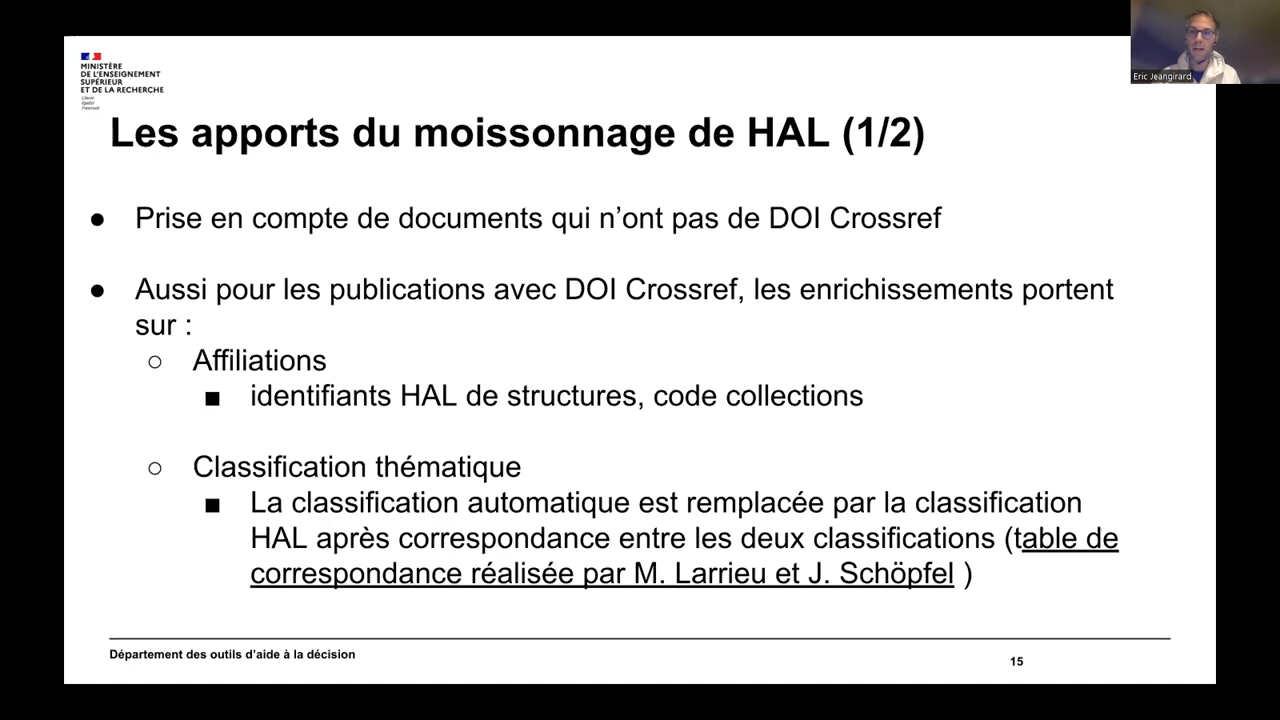 MINISTÈRE
DE L'ENSEIGNEMENT
SUPÉRIEUR
ET DE LA RECHERCHE
Liberté
Égalité
Fraternité
Eric Jeangirard
Les apports du moissonnage de HAL (1/2)
● Prise en compte de documents qui n’ont pas de DOI Crossref
● Aussi pour les publications avec DOI Crossref, les enrichissements portent
sur :
○ Affiliations
■ identifiants HAL de structures, code collections
○ Classification thématique
■ La classification automatique est remplacée par la classification
HAL après correspondance entre les deux classifications (table de
correspondance réalisée par M. Larrieu et J. Schöpfel )
Département des outils d’aide à la décision
15